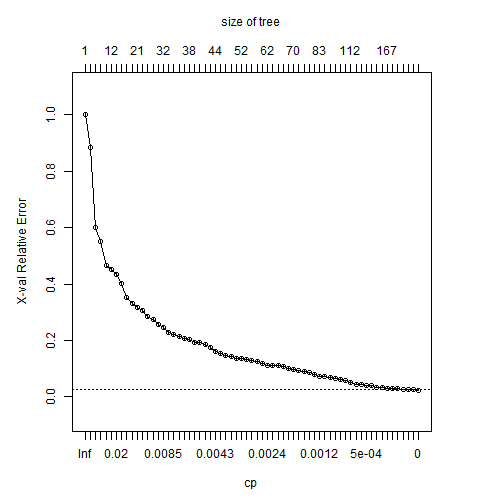 size of tree
1 12 21 32 38 44 52 62 70 83 112 167
X-val Relative Error
1.0
0.8
0.6
0.4
0.2
0.0
Inf 0.02 0.0085 0.0043 0.0024 0.0012 5e-04 0
cp